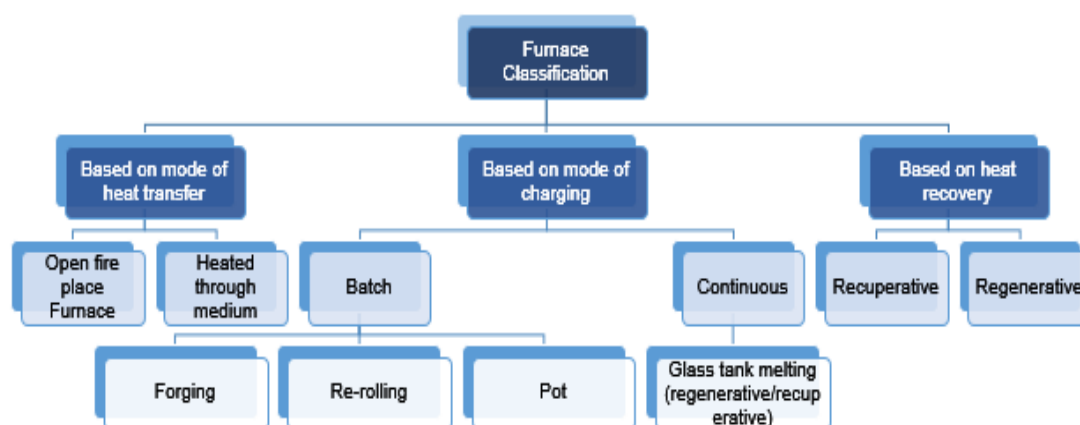 Furnace
Classification
Based on mode of
heat transfer
Based on mode of
charging
Based on heat
recovery
Open fire
place
Furnace
Heated
through
medium
Batch
Continuous
Recuperative
Regenerative
Forging
Re-rolling
Pot
Glass tank melting
(regenerative/recup
erative)